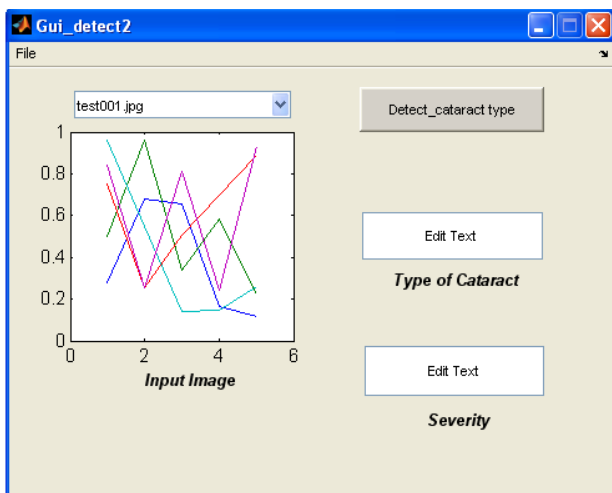 Gui_detect2
File
test001.jpg
Detect_cataract type
1
0.8
0.6
0.4
0.2
0
0 2 4 6
Input Image
Edit Text
Type of Cataract
Edit Text
Severity